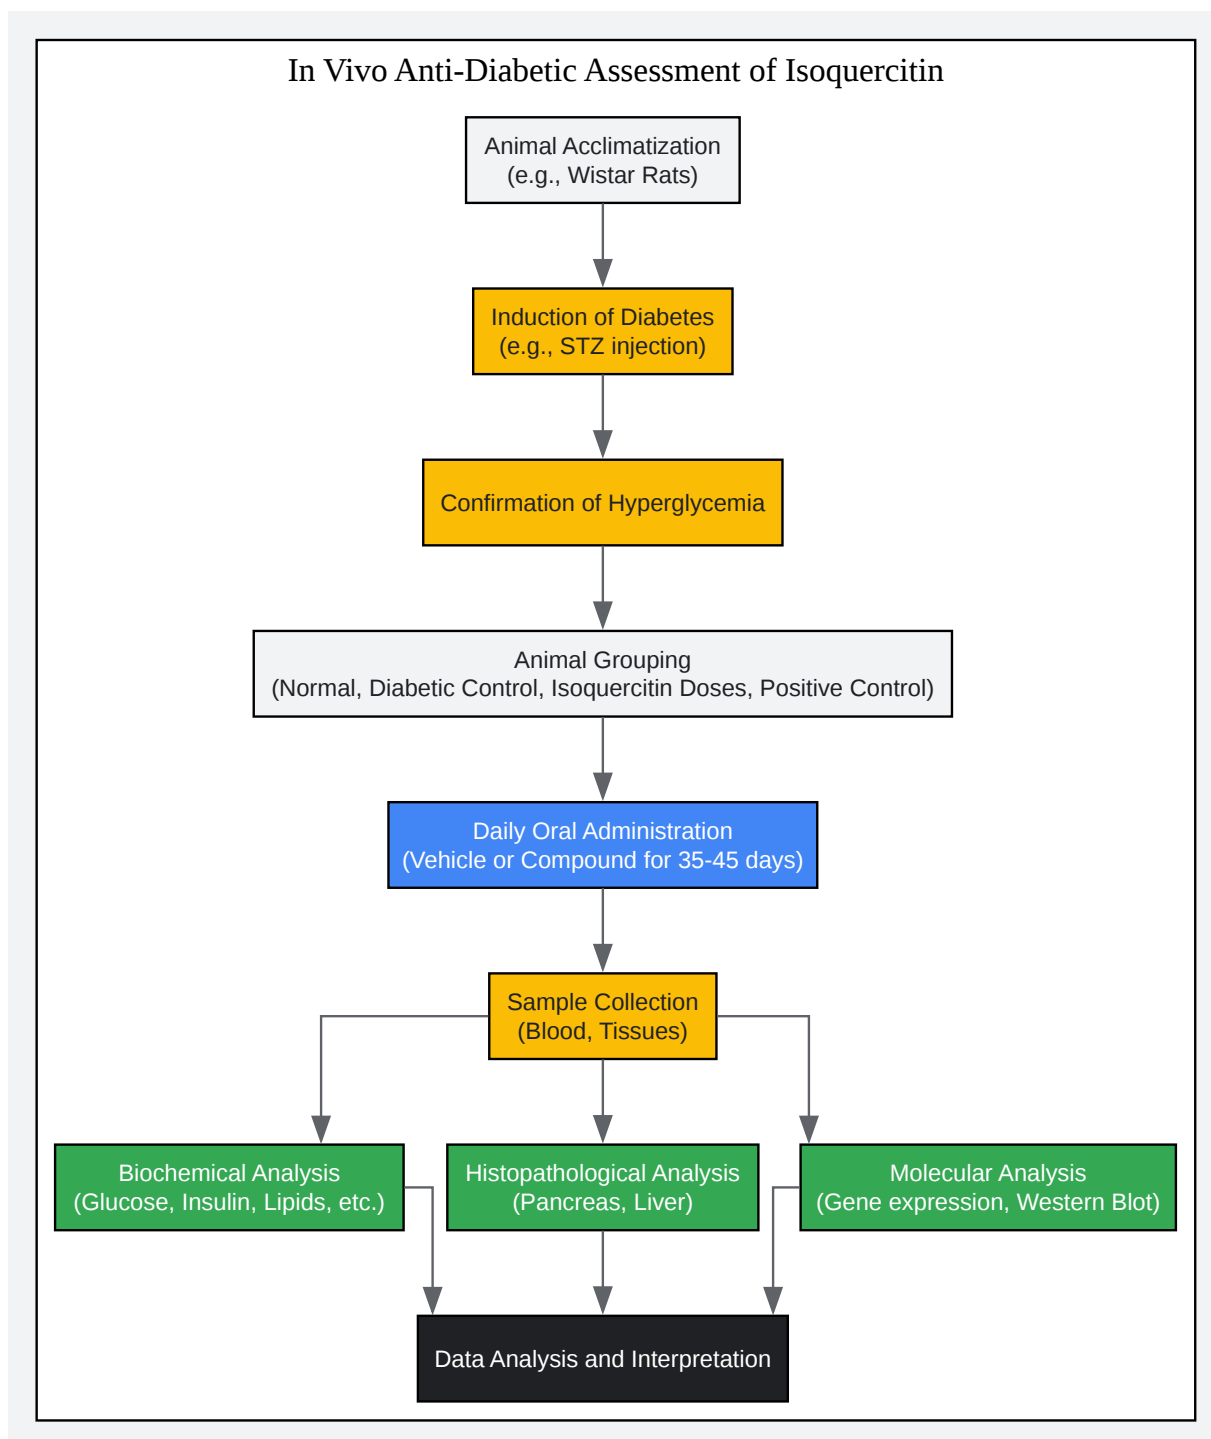 In Vivo Anti-Diabetic Assessment of Isoquercitin
Animal Acclimatization
(e.g., Wistar Rats)
Induction of Diabetes
(e.g., STZ injection)
Confirmation of Hyperglycemia
Animal Grouping
(Normal, Diabetic Control, Isoquercitin Doses, Positive Control)
Daily Oral Administration
(Vehicle or Compound for 35-45 days)
Sample Collection
(Blood, Tissues)
Biochemical Analysis
(Glucose, Insulin, Lipids, etc.)
Histopathological Analysis
(Pancreas, Liver)
Molecular Analysis
(Gene expression, Western Blot)
Data Analysis and Interpretation